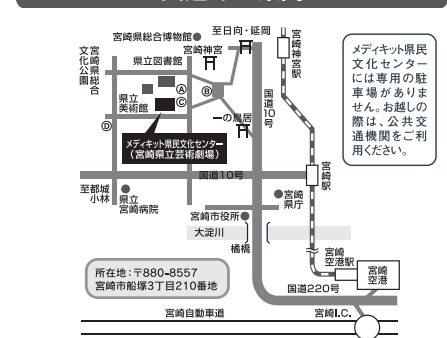 至日向・延岡
宮崎県総合博物館
宮崎神宮
文化公園
宮崎県総合
県立図書館
県立
美術館
Ⓐ
Ⓑ
Ⓒ
Ⓓ
一の鳥居
国道10号
宮崎神宮駅
メディキット県民文化センター
(宮崎県立芸術劇場)
メディキット県民
文化センター
には専用の駐
車場がありま
せん。お越しの
際は、公共交
通機関をご利
用ください。
国道10号
宮崎駅
至都城
小林
県立
宮崎病院
宮崎
県庁
宮崎市役所
大淀川
橘橋
宮崎
空港駅
宮崎
空港
所在地:〒880-8557
宮崎市船塚3丁目210番地
国道220号
宮崎自動車道
宮崎I.C.